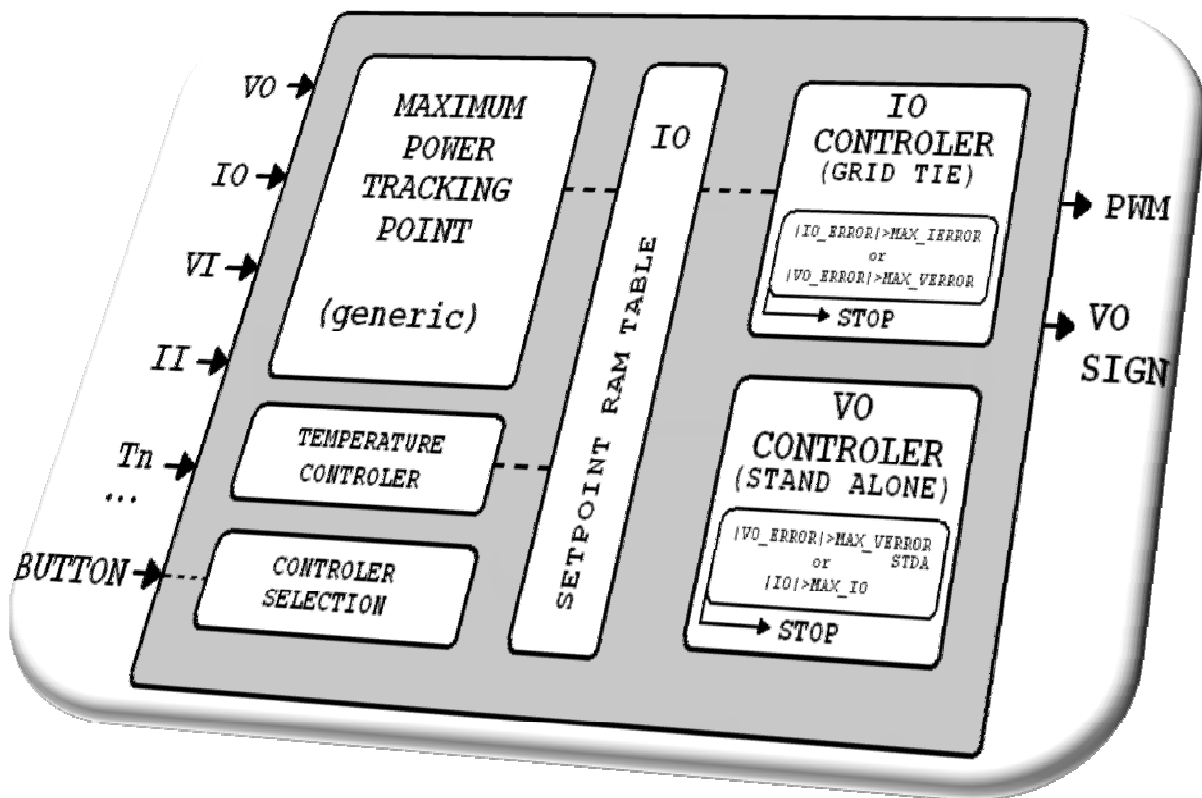 VO
IO
VI
II
Tn
...
BUTTON
MAXIMUM
POWER
TRACKING
POINT
(generic)
TEMPERATURE
CONTROLER
CONTROLER
SELECTION
IO
SETPOINT RAM TABLE
IO
CONTROLER
(GRID TIE)
|IO_ERROR|>MAX_IERROR
or
|VO_ERROR|>MAX_VERROR
STOP
VO
CONTROLER
(STAND ALONE)
|VO_ERROR|>MAX_VERROR
or STDA
|IO|>MAX_IO
STOP
PWM
VO
SIGN